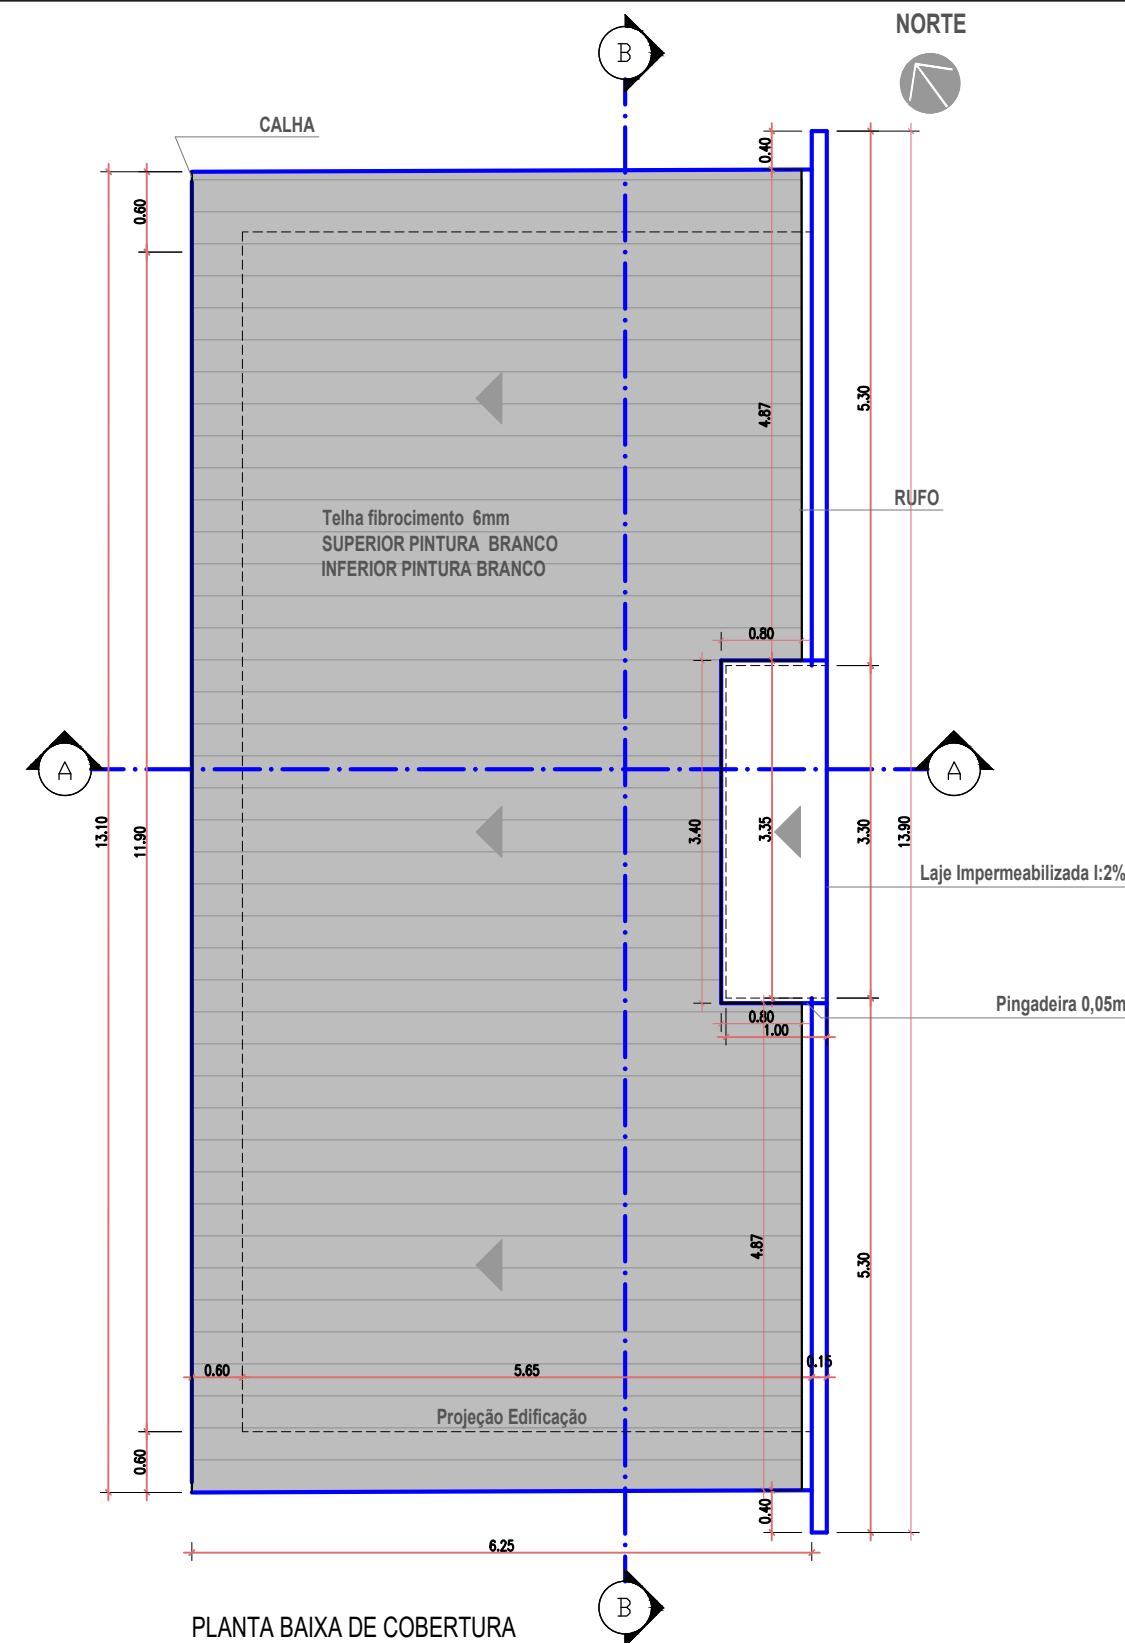 NORTE
B
CALHA
0.40
0.60
4.87
5.30
RUFO
Telha fibrocimento 6mm
SUPERIOR PINTURA BRANCO
INFERIOR PINTURA BRANCO
0.80
A
A
13.10
11.90
3.40
3.35
3.30
13.90
Laje Impermeabilizada I:2%
Pingadeira 0,05m
0.80
1.00
4.87
5.30
0.60
5.65
0.15
Projeção Edificação
0.60
0.40
6.25
B
PLANTA BAIXA DE COBERTURA